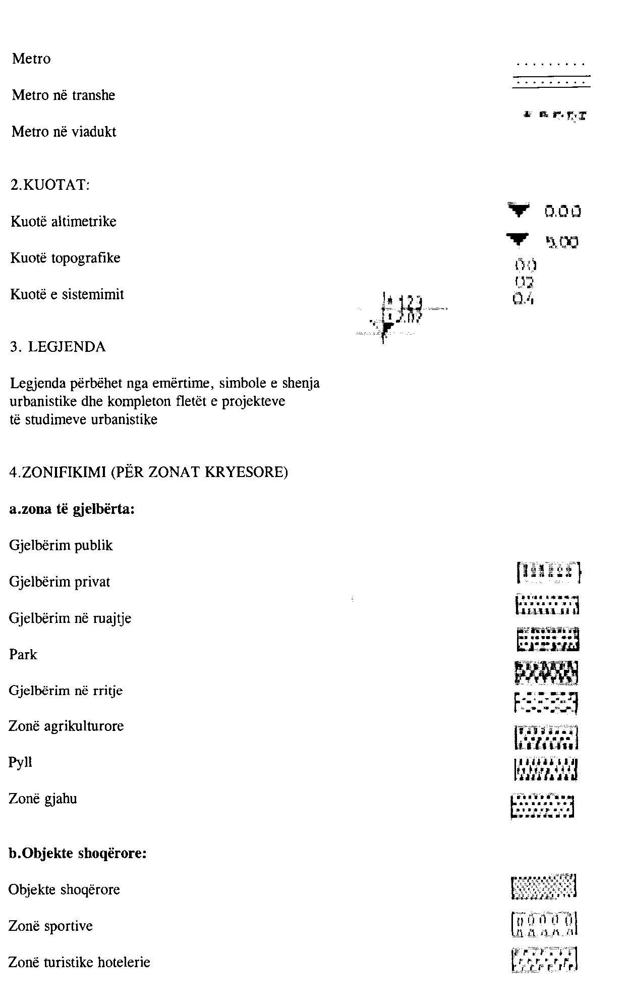 Metro
Metro në transhe
Metro në viadukt
2.KUOTAT:
Kuotë altimetrike
0.00
Kuotë topografike
Kuotë e sistemimit
3. LEGJENDA
Legjenda përbëhet nga emërtime, simbole e shenja
urbanistike dhe kompleton fletët e projekteve
të studimeve urbanistike
4.ZONIFIKIMI (PËR ZONAT KRYESORE)
a.zona të gjelbërta:
Gjelbërim publik
Gjelbërim privat
Gjelbërim në ruajtje
Park
Gjelbërim në rritje
Zonë agrikulturore
Pyll
Zonë gjahu
b.Objekte shoqërore:
Objekte shoqërore
Zonë sportive
Zonë turistike hotelerie